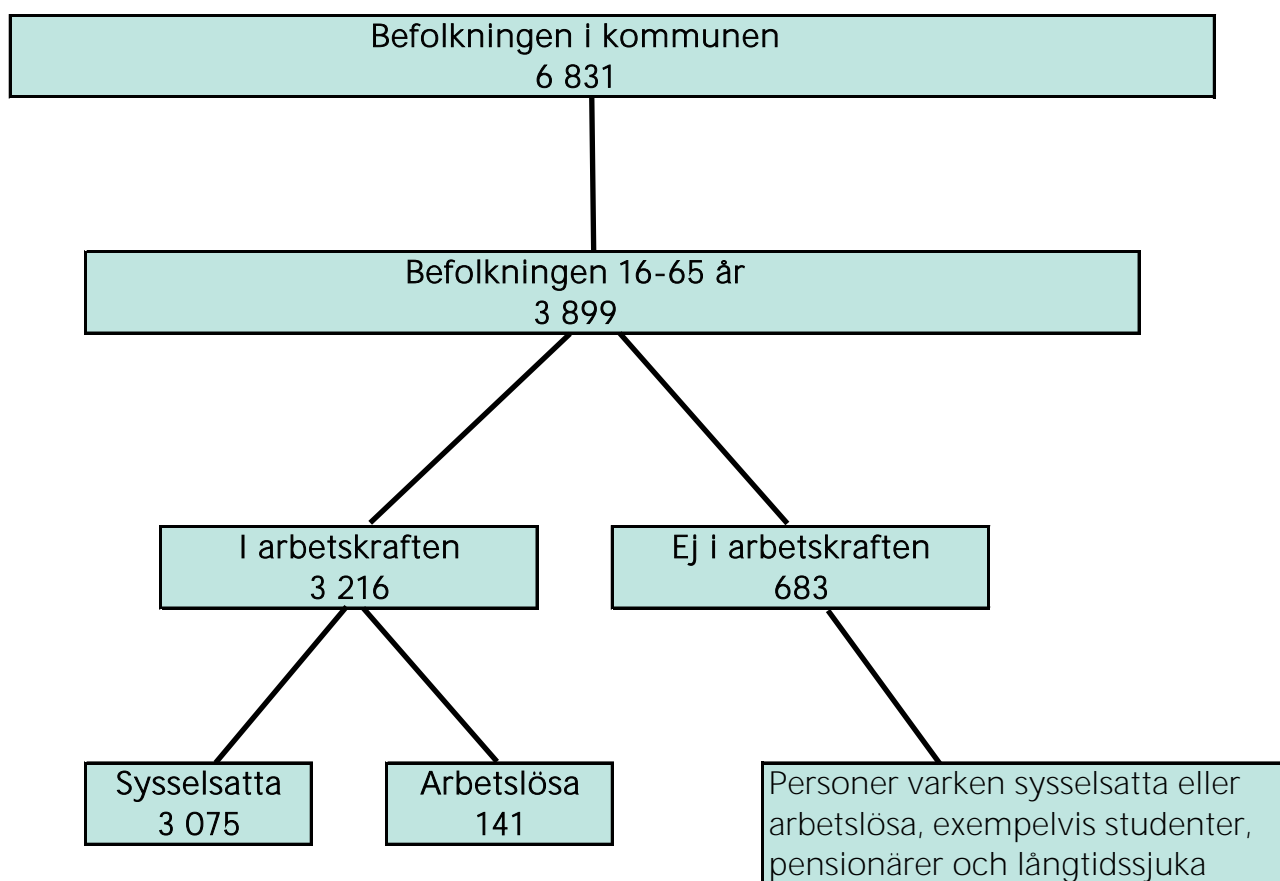 Befolkningen i kommunen
6 831
Befolkningen 16-65 år
3 899
I arbetskraften
3 216
Ej i arbetskraften
683
Sysselsatta
3 075
Arbetslösa
141
Personer varken sysselsatta eller
arbetslösa, exempelvis studenter,
pensionärer och långtidssjuka